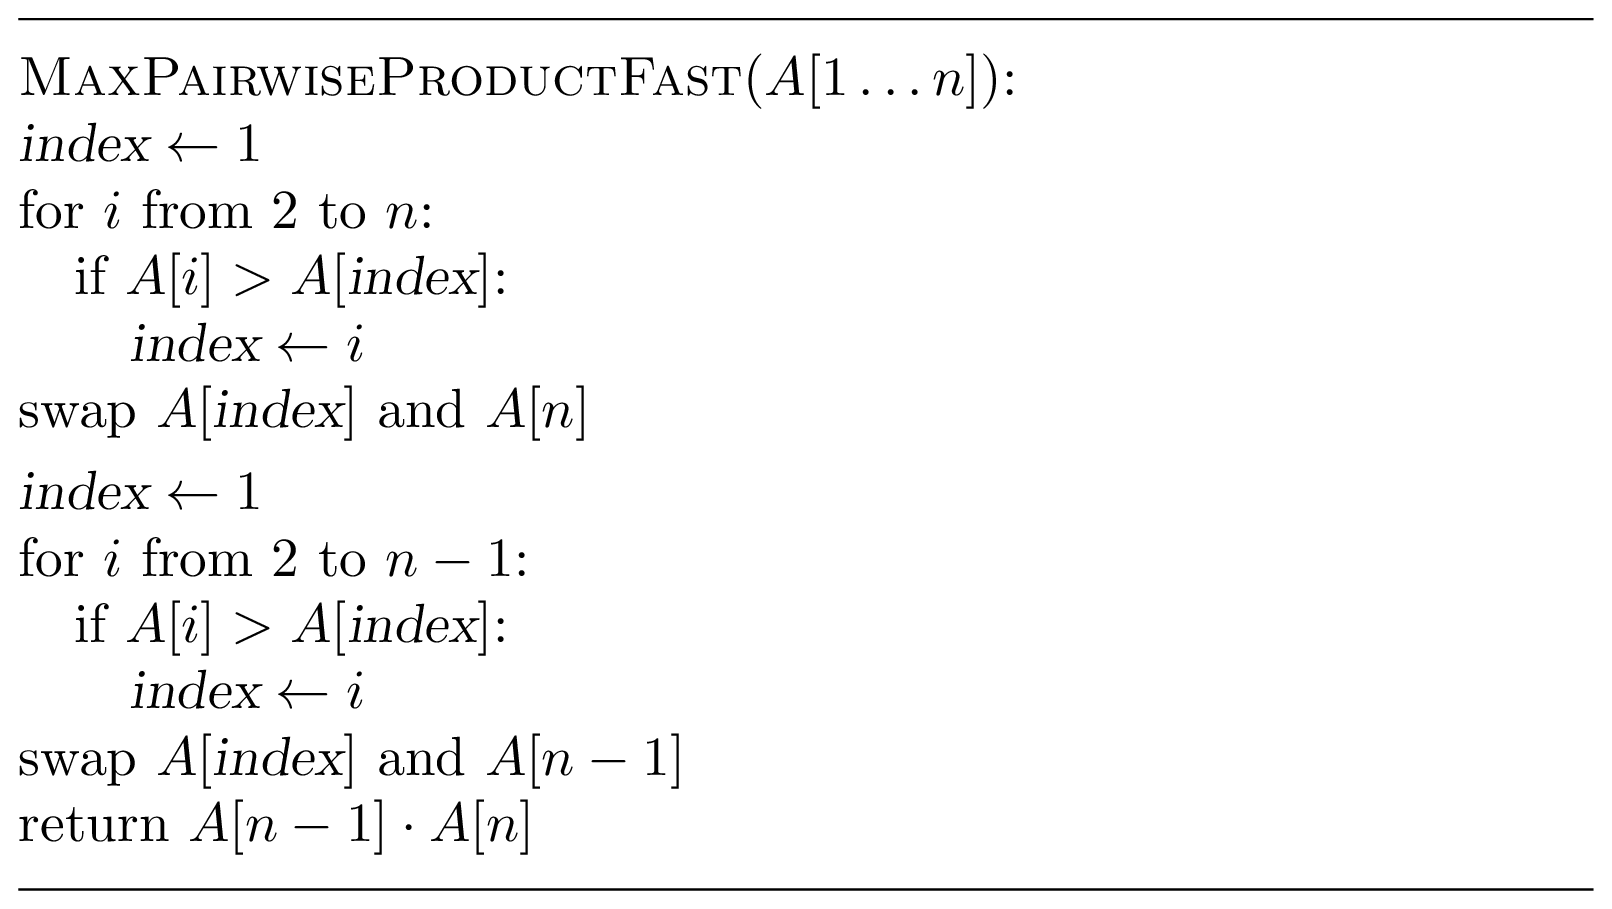 MaxPairwiseProductFast(A[1 … n]):
index ← 1
for i from 2 to n:
if A[i] > A[index]:
index ← i
swap A[index] and A[n]
index ← 1
for i from 2 to n − 1:
if A[i] > A[index]:
index ← i
swap A[index] and A[n − 1]
return A[n − 1] · A[n]